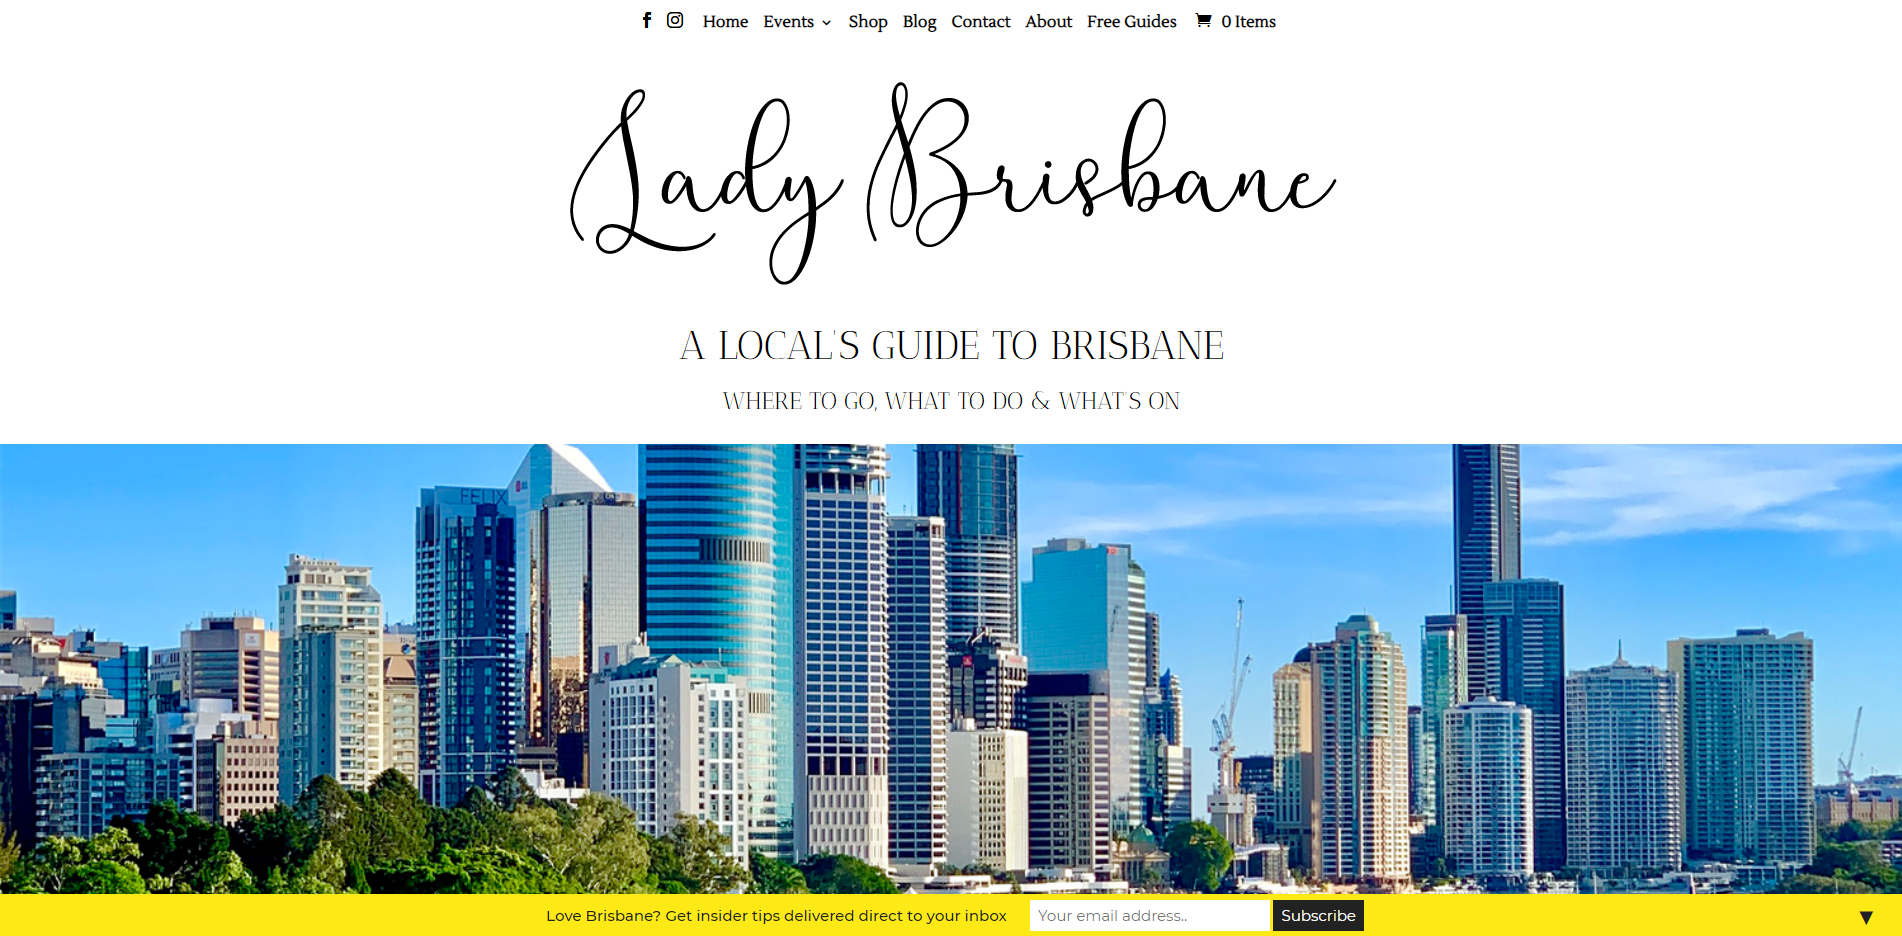 Home Events Shop Blog Contact About Free Guides 0 Items
Lady Brisbane
A LOCAL'S GUIDE TO BRISBANE
WHERE TO GO, WHAT TO DO & WHAT'S ON
FELIX
Love Brisbane? Get insider tips delivered direct to your inbox Your email address.. Subscribe